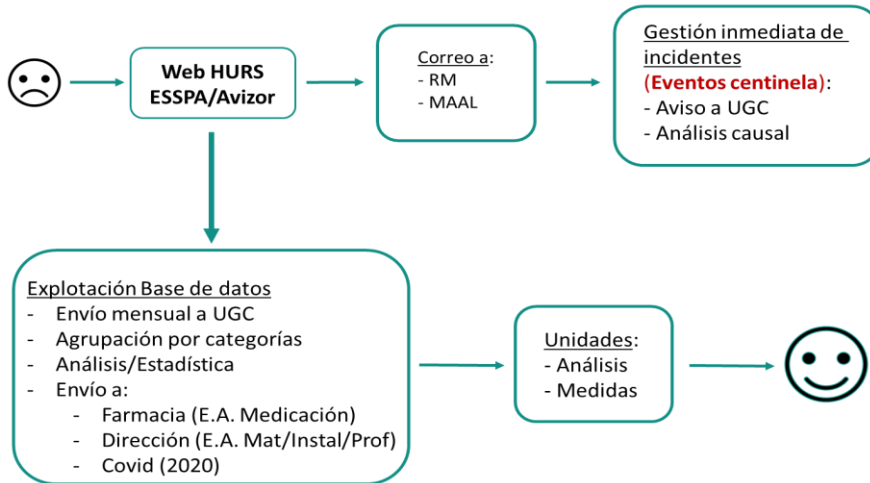 Web HURS
ESSPA/Avizor
Correo a:
- RM
- MAAL
Gestión inmediata de
incidentes
(Eventos centinela):
- Aviso a UGC
- Análisis causal
Explotación Base de datos
- Envío mensual a UGC
- Agrupación por categorías
- Análisis/Estadística
- Envío a:
- Farmacia (E.A. Medicación)
- Dirección (E.A. Mat/Instal/Prof)
- Covid (2020)
Unidades:
- Análisis
- Medidas